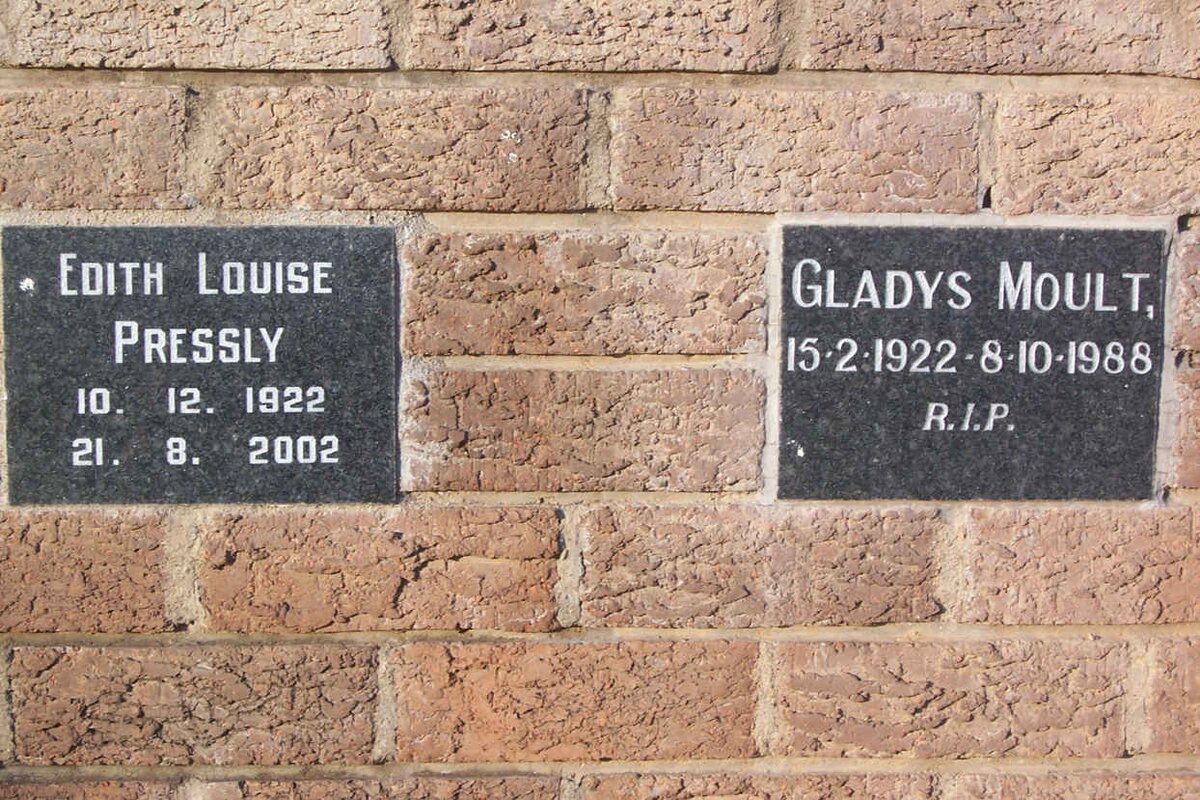 EDITH LOUISE
PRESSLY
10. 12. 1922
21. 8. 2002
GLADYS MOULT,
15·2·1922·8·10·1988
R.I.P.